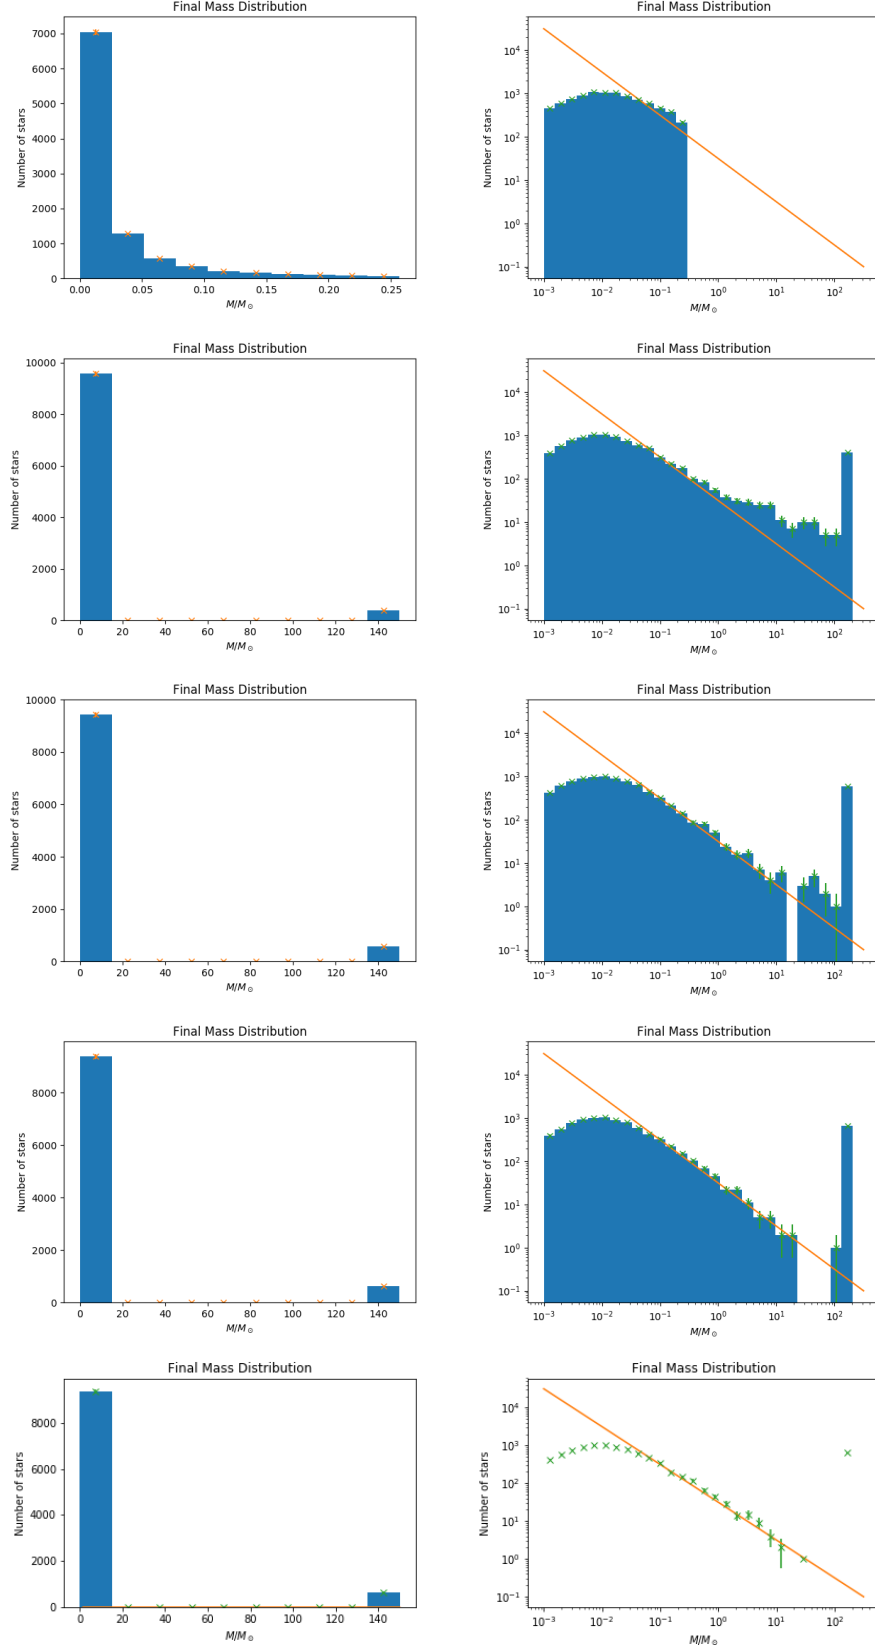 Final Mass Distribution
Number of stars
7000
6000
5000
4000
3000
2000
1000
0
0.00 0.05 0.10 0.15 0.20 0.25
M/M⊙
Final Mass Distribution
Number of stars
10⁴
10³
10²
10¹
10⁰
10⁻¹
10⁻³ 10⁻² 10⁻¹ 10⁰ 10¹ 10²
M/M⊙
Final Mass Distribution
Number of stars
10000
8000
6000
4000
2000
0
0 20 40 60 80 100 120 140
M/M⊙
Final Mass Distribution
Number of stars
10⁴
10³
10²
10¹
10⁰
10⁻¹
10⁻³ 10⁻² 10⁻¹ 10⁰ 10¹ 10²
M/M⊙
Final Mass Distribution
Number of stars
10000
8000
6000
4000
2000
0
0 20 40 60 80 100 120 140
M/M⊙
Final Mass Distribution
Number of stars
10⁴
10³
10²
10¹
10⁰
10⁻¹
10⁻³ 10⁻² 10⁻¹ 10⁰ 10¹ 10²
M/M⊙
Final Mass Distribution
Number of stars
8000
6000
4000
2000
0
0 20 40 60 80 100 120 140
M/M⊙
Final Mass Distribution
Number of stars
10⁴
10³
10²
10¹
10⁰
10⁻¹
10⁻³ 10⁻² 10⁻¹ 10⁰ 10¹ 10²
M/M⊙
Final Mass Distribution
Number of stars
8000
6000
4000
2000
0
0 20 40 60 80 100 120 140
M/M⊙
Final Mass Distribution
Number of stars
10⁴
10³
10²
10¹
10⁰
10⁻¹
10⁻³ 10⁻² 10⁻¹ 10⁰ 10¹ 10²
M/M⊙